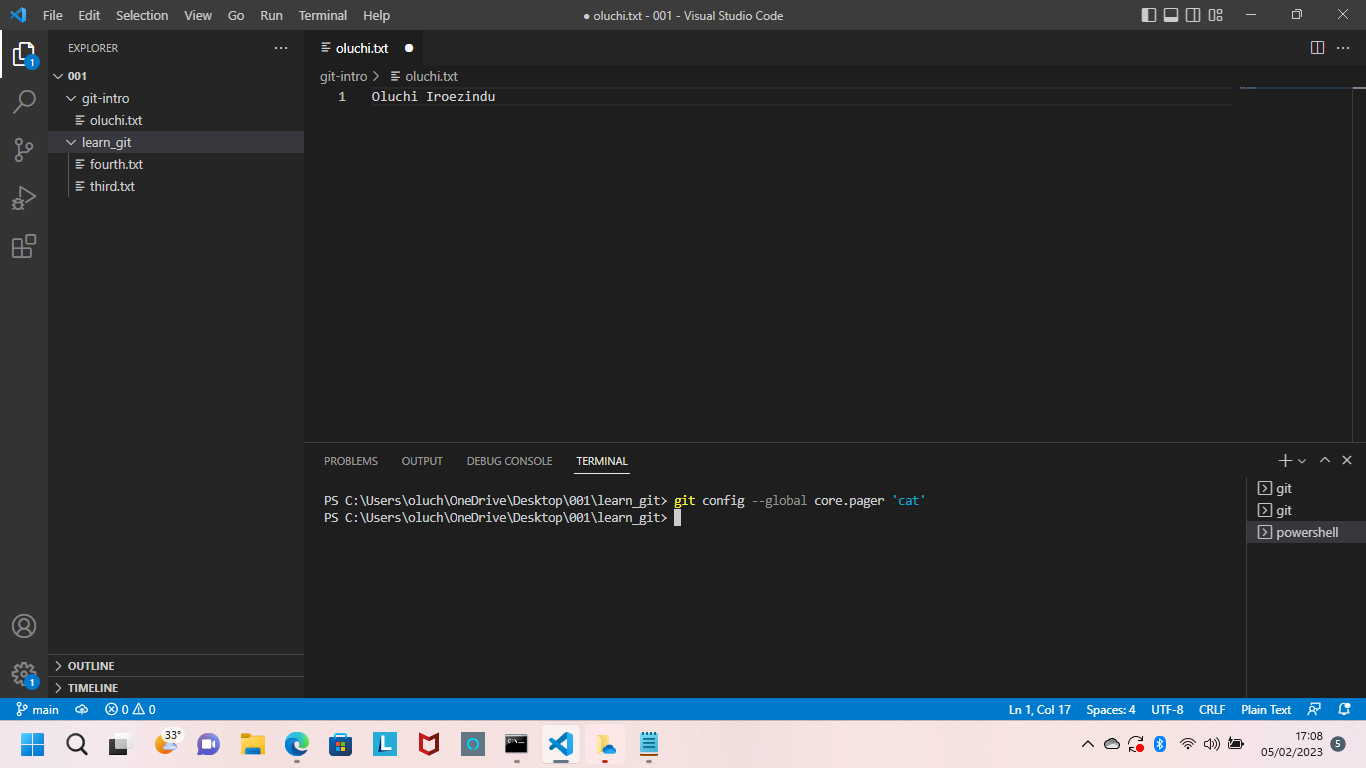 File Edit Selection View Go Run Terminal Help
● oluchi.txt - 001 - Visual Studio Code
EXPLORER
001
git-intro
oluchi.txt
learn_git
fourth.txt
third.txt
OUTLINE
TIMELINE
1
1
oluchi.txt
git-intro > oluchi.txt
1 Oluchi Iroezindu
PROBLEMS OUTPUT DEBUG CONSOLE TERMINAL
PS C:\Users\oluch\OneDrive\Desktop\001\learn_git> git config --global core.pager 'cat'
PS C:\Users\oluch\OneDrive\Desktop\001\learn_git>
git
git
powershell
main 0 0 Ln 1, Col 17 Spaces: 4 UTF-8 CRLF Plain Text
33°
L
17:08
05/02/2023
5